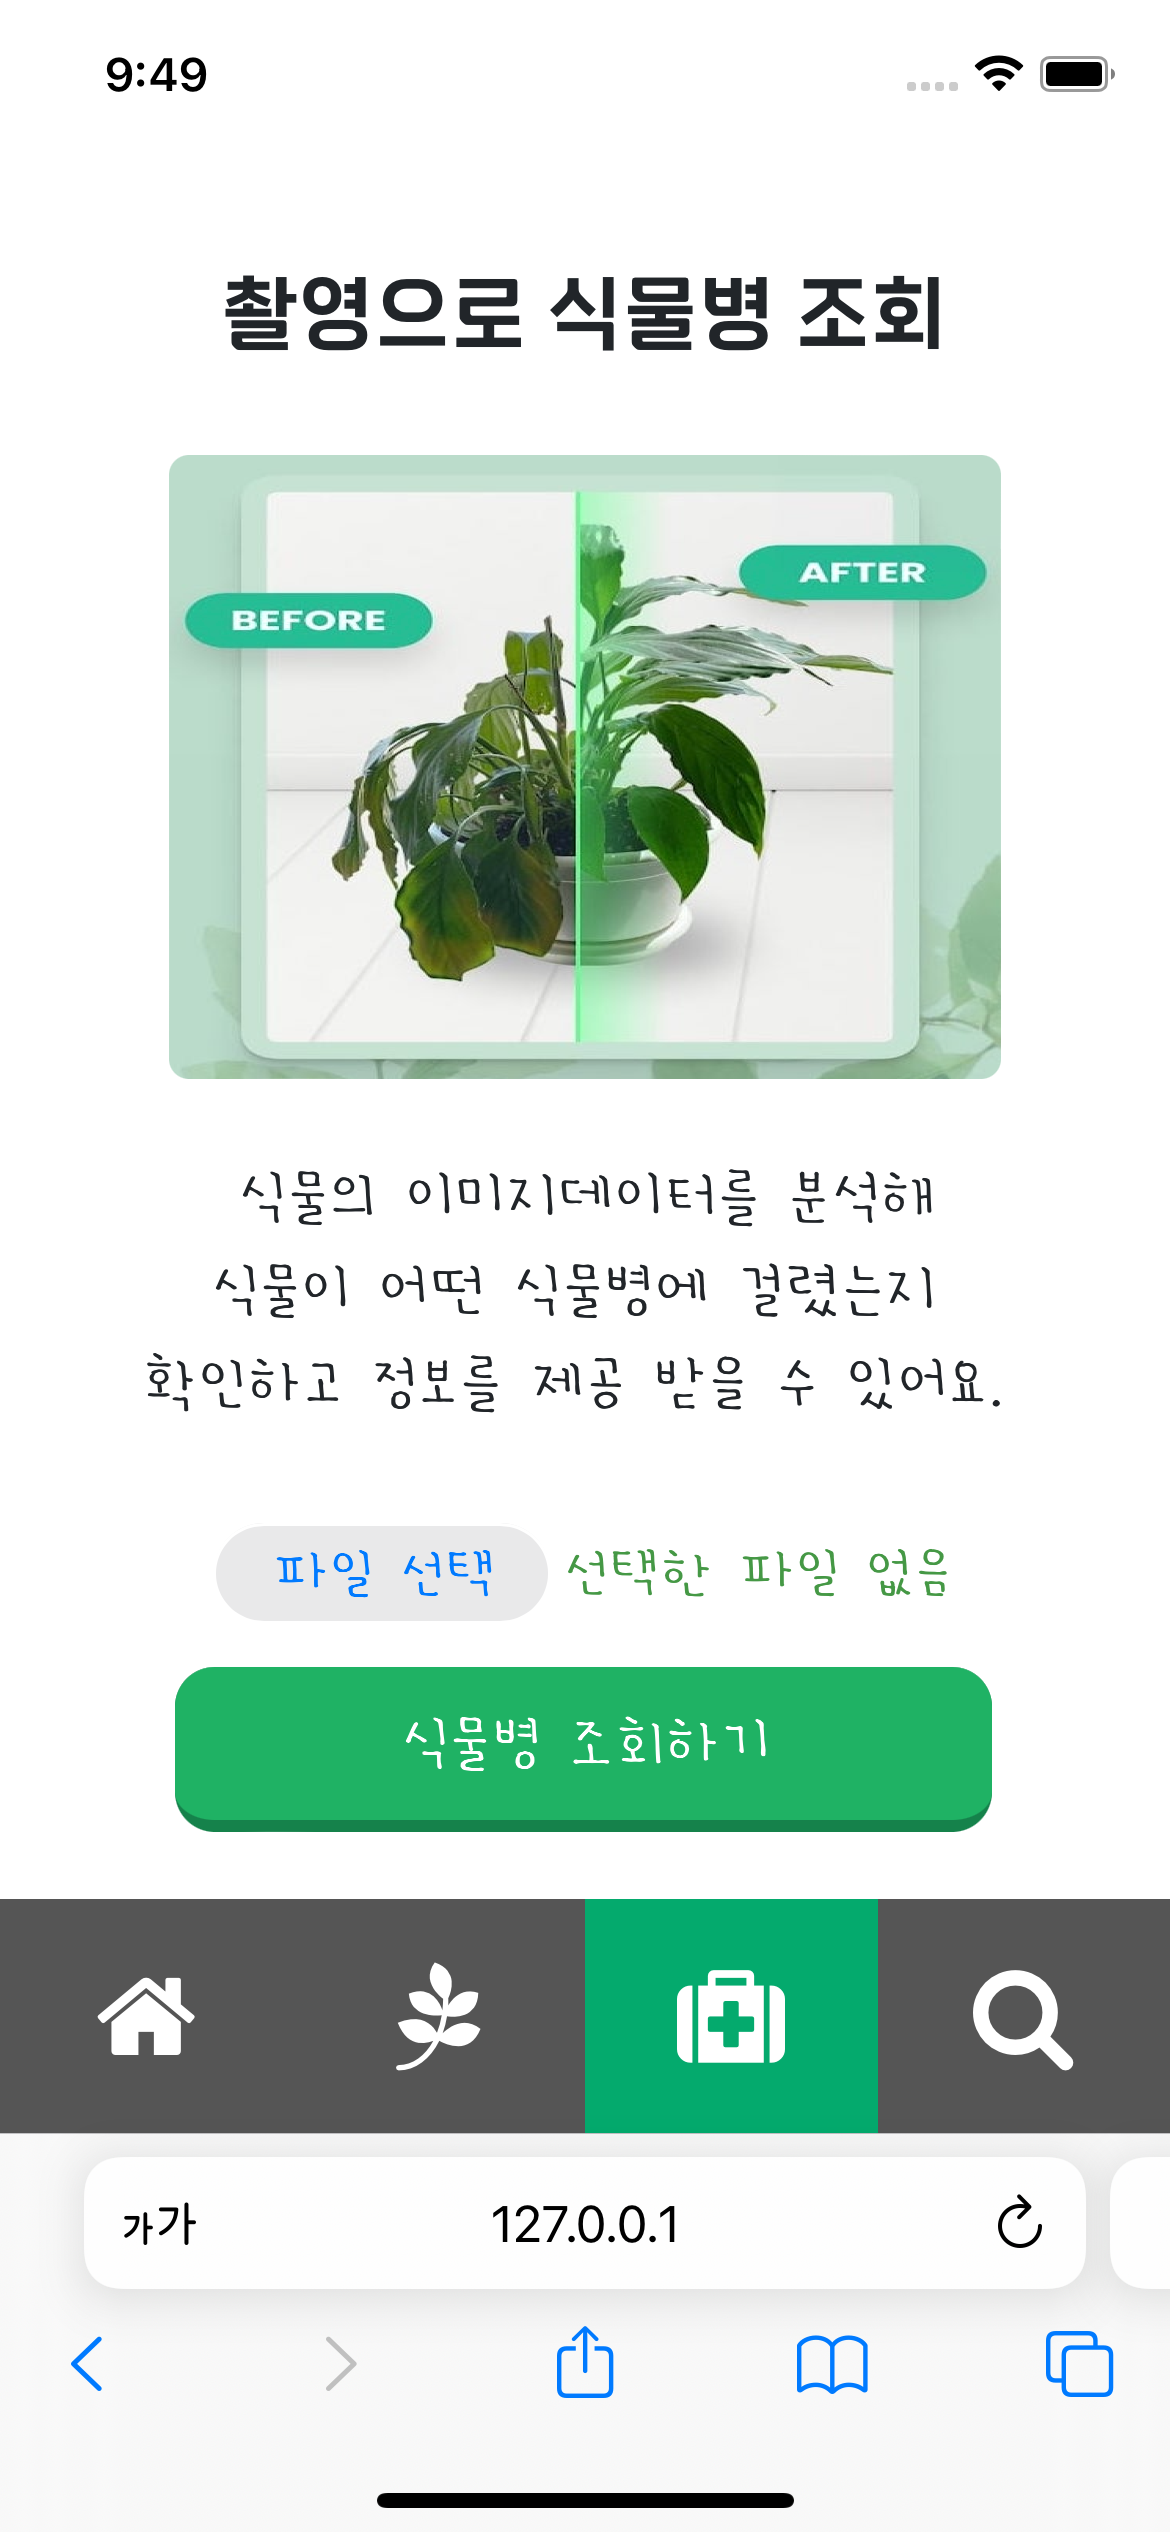 9:49
촬영으로 식물병 조회
AFTER
BEFORE
식물의 이미지데이터를 분석해
식물이 어떤 식물병에 걸렸는지
확인하고 정보를 제공 받을 수 있어요.
파일 선택 선택한 파일 없음
식물병 조회하기
가가 127.0.0.1